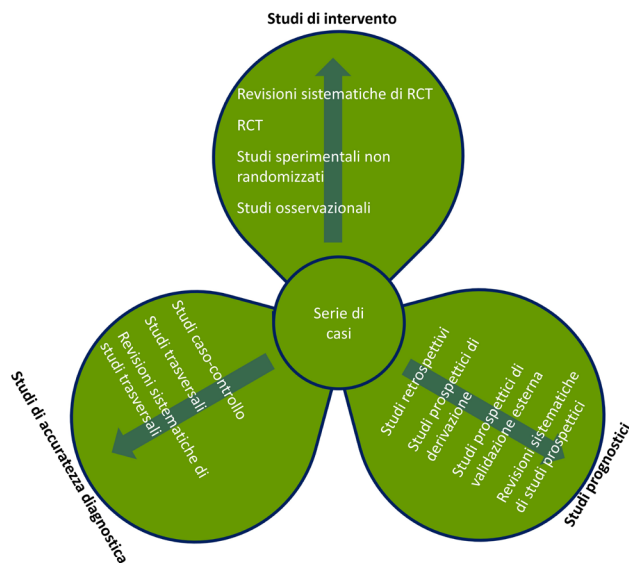 Studi di intervento
Revisioni sistematiche di RCT
RCT
Studi sperimentali non
randomizzati
Studi osservazionali
Serie di
casi
Studi caso-controllo
Studi trasversali
Revisioni sistematiche di
studi trasversali
Studi di accuratezza diagnostica
Studi retrospettivi
Studi prospettici di
derivazione
Studi prospettici di
validazione esterna
Revisioni sistematiche
di studi prospettici
Studi prognostici